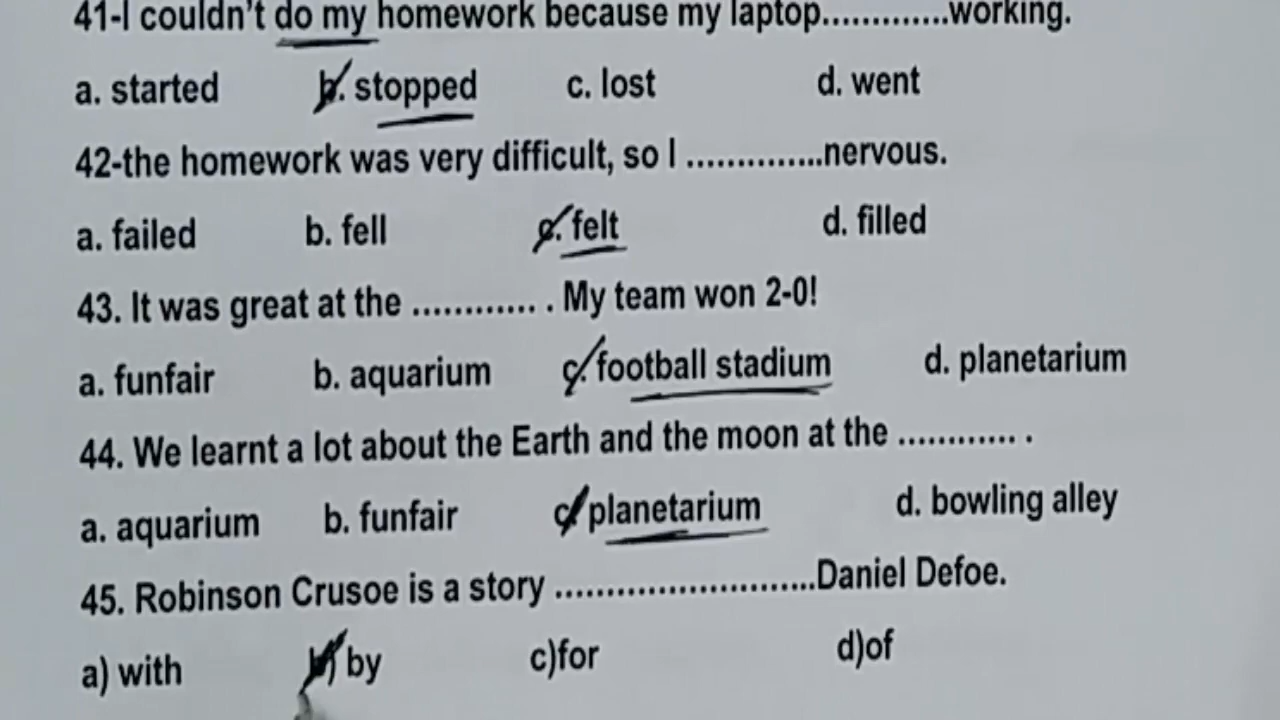 41-I couldn't do my homework because my laptop.............working.
a. started b. stopped c. lost d. went
42-the homework was very difficult, so I ..............nervous.
a. failed b. fell c. felt d. filled
43. It was great at the ............ . My team won 2-0!
a. funfair b. aquarium c. football stadium d. planetarium
44. We learnt a lot about the Earth and the moon at the ............ .
a. aquarium b. funfair c. planetarium d. bowling alley
45. Robinson Crusoe is a story .........................Daniel Defoe.
a) with b) by c)for d)of